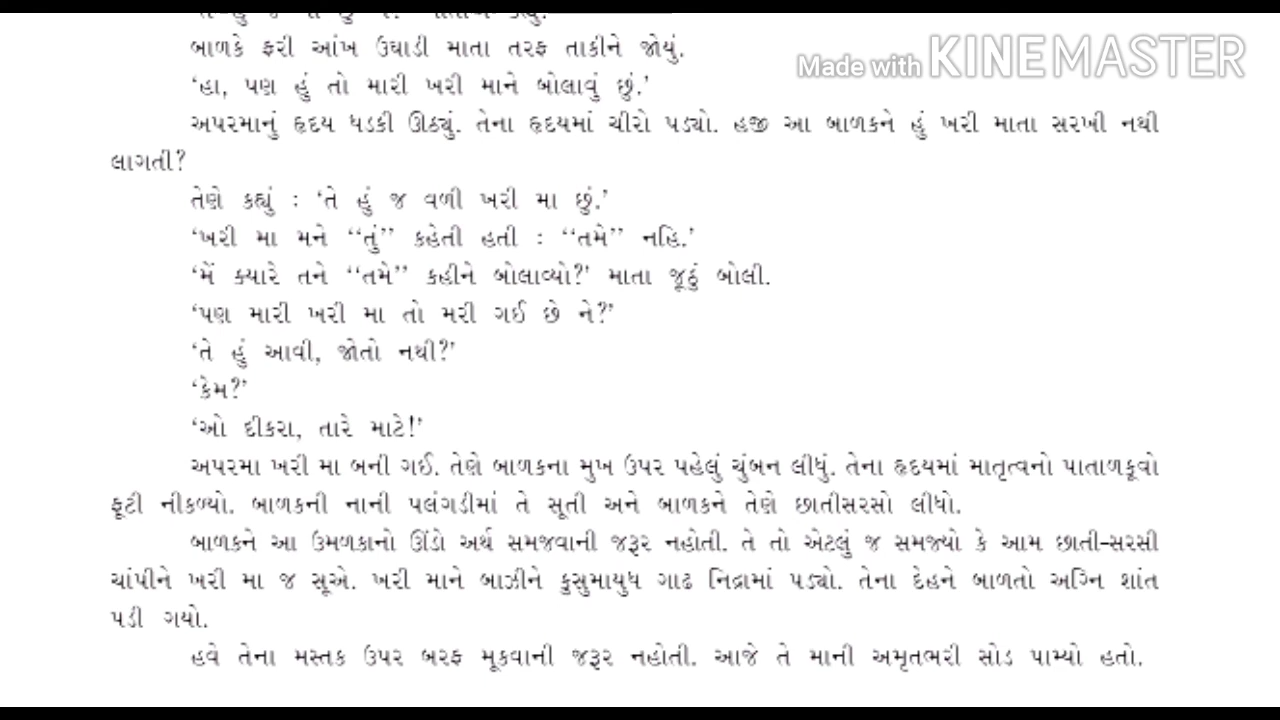 Made with KINEMASTER
બાળકે ફરી આંખ ઉઘાડી માતા તરફ તાકીને જોયું.
‘હા, પણ હું તો મારી ખરી માને બોલાવું છું.’
અપરમાનું હૃદય ધડકી ઊઠ્યું. તેના હૃદયમાં ચીરો પડ્યો. હજી આ બાળકને હું ખરી માતા સરખી નથી
લાગતી?
તેણે કહ્યું : ‘તે હું જ વળી ખરી મા છું.’
‘ખરી મા મને “તું” કહેતી હતી : “તમે” નહિ.’
‘મેં ક્યારે તને “તમે” કહીને બોલાવ્યો?’ માતા જૂઠું બોલી.
‘પણ મારી ખરી મા તો મરી ગઈ છે ને?’
‘તે હું આવી, જોતો નથી?’
‘કેમ?’
‘ઓ દીકરા, તારે માટે!’
અપરમા ખરી મા બની ગઈ. તેણે બાળકના મુખ ઉપર પહેલું ચુંબન લીધું. તેના હૃદયમાં માતૃત્વનો પાતાળકૂવો
ફૂટી નીકળ્યો. બાળકની નાની પલંગડીમાં તે સૂતી અને બાળકને તેણે છાતીસરસો લીધો.
બાળકને આ ઉમળકાનો ઊંડો અર્થ સમજવાની જરૂર નહોતી. તે તો એટલું જ સમજ્યો કે આમ છાતી-સરસી
ચાંપીને ખરી મા જ સૂએ. ખરી માને બાઝીને કુસુમાયુધ ગાઢ નિદ્રામાં પડ્યો. તેના દેહને બાળતો અગ્નિ શાંત
પડી ગયો.
હવે તેના મસ્તક ઉપર બરફ મૂકવાની જરૂર નહોતી. આજે તે માની અમૃતભરી સોડ પામ્યો હતો.